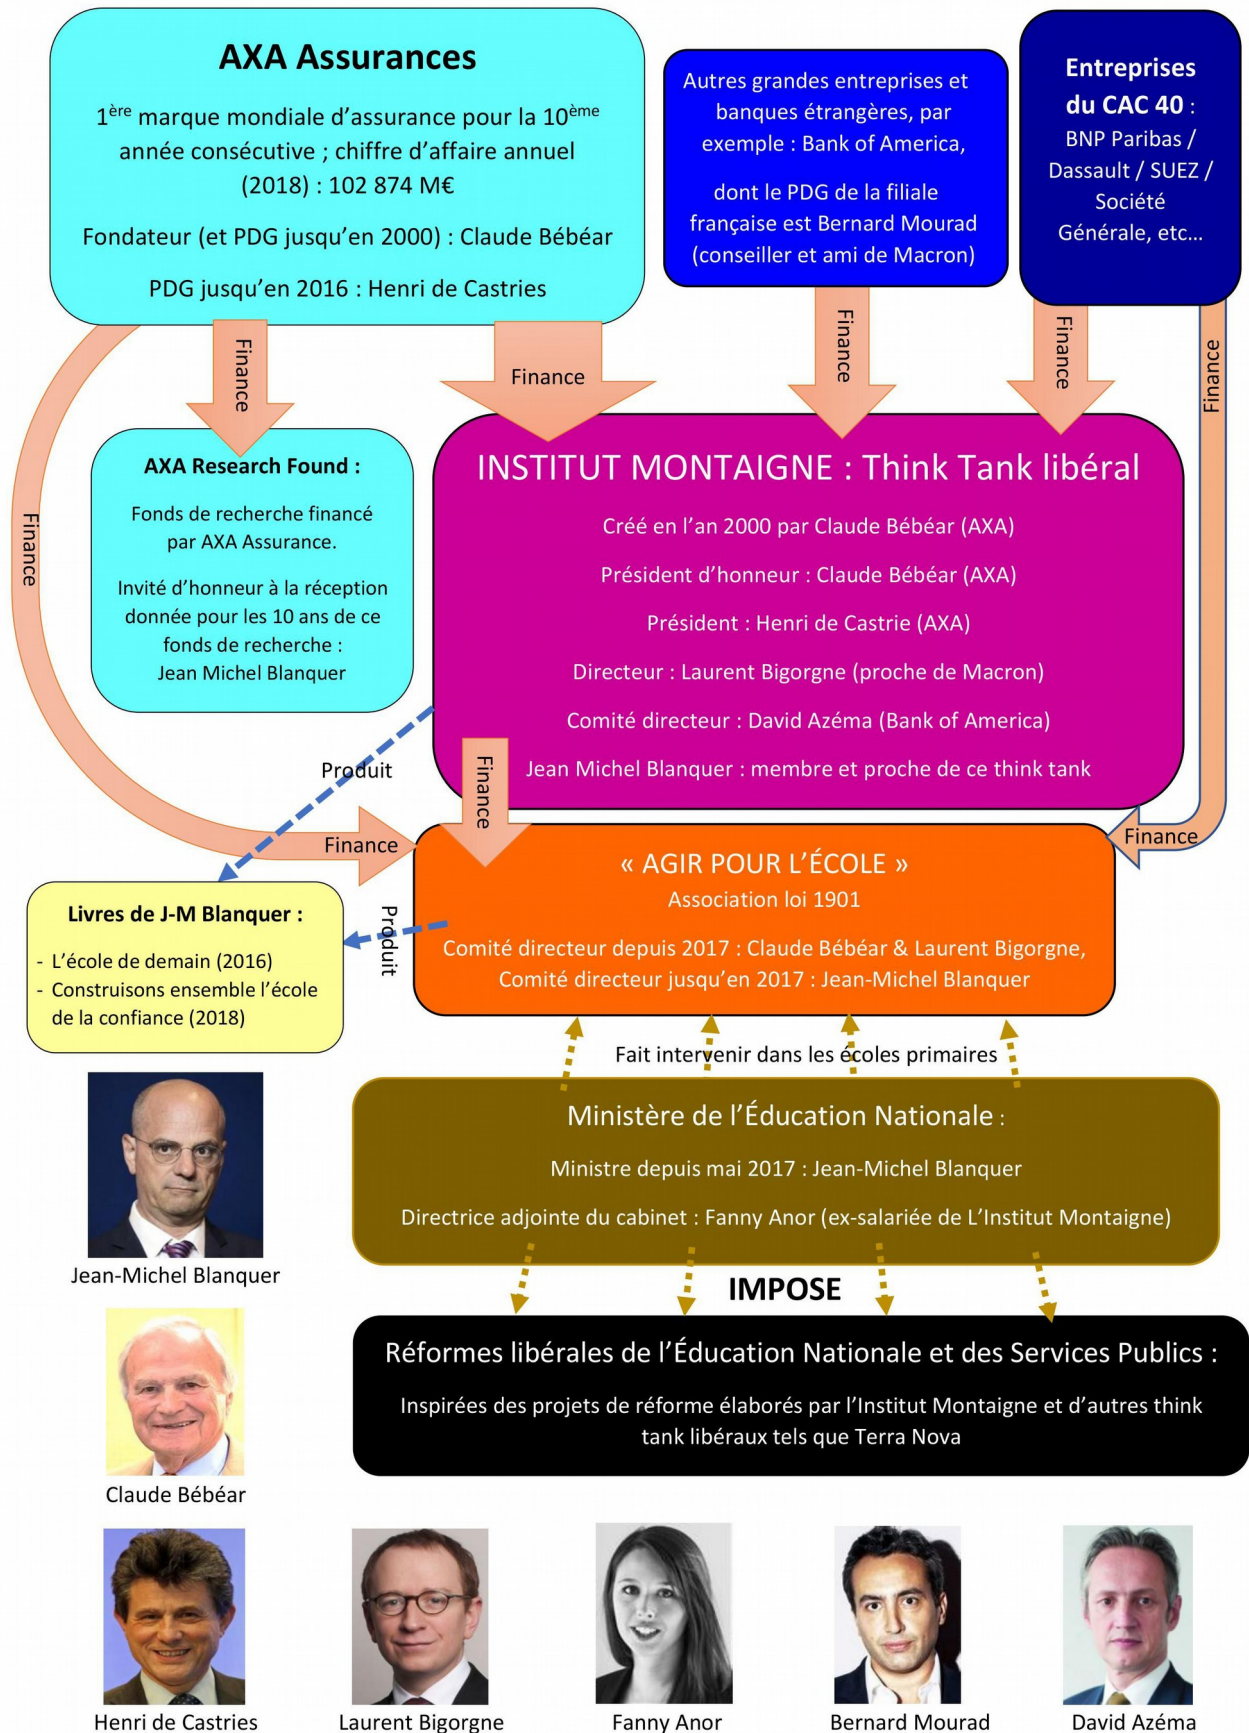 AXA Assurances
1ère marque mondiale d’assurance pour la 10ème
année consécutive ; chiffre d’affaire annuel
(2018) : 102 874 M€
Fondateur (et PDG jusqu’en 2000) : Claude Bébéar
PDG jusqu’en 2016 : Henri de Castries
Autres grandes entreprises et
banques étrangères, par
exemple : Bank of America,
dont le PDG de la filiale
française est Bernard Mourad
(conseiller et ami de Macron)
Entreprises
du CAC 40 :
BNP Paribas /
Dassault / SUEZ /
Société
Générale, etc…
Finance
Finance
Finance
Finance
Finance
Finance
AXA Research Found :
Fonds de recherche financé
par AXA Assurance.
Invité d’honneur à la réception
donnée pour les 10 ans de ce
fonds de recherche :
Jean Michel Blanquer
INSTITUT MONTAIGNE : Think Tank libéral
Créé en l’an 2000 par Claude Bébéar (AXA)
Président d’honneur : Claude Bébéar (AXA)
Président : Henri de Castrie (AXA)
Directeur : Laurent Bigorgne (proche de Macron)
Comité directeur : David Azéma (Bank of America)
Jean Michel Blanquer : membre et proche de ce think tank
Produit
Finance
Finance
Finance
« AGIR POUR L’ÉCOLE »
Association loi 1901
Comité directeur depuis 2017 : Claude Bébéar & Laurent Bigorgne,
Comité directeur jusqu’en 2017 : Jean-Michel Blanquer
Produit
Livres de J-M Blanquer :
- L’école de demain (2016)
- Construisons ensemble l’école
de la confiance (2018)
Fait intervenir dans les écoles primaires
Ministère de l’Éducation Nationale :
Ministre depuis mai 2017 : Jean-Michel Blanquer
Directrice adjointe du cabinet : Fanny Anor (ex-salariée de L’Institut Montaigne)
Jean-Michel Blanquer
IMPOSE
Réformes libérales de l’Éducation Nationale et des Services Publics :
Inspirées des projets de réforme élaborés par l’Institut Montaigne et d’autres think
tank libéraux tels que Terra Nova
Claude Bébéar
Henri de Castries
Laurent Bigorgne
Fanny Anor
Bernard Mourad
David Azéma